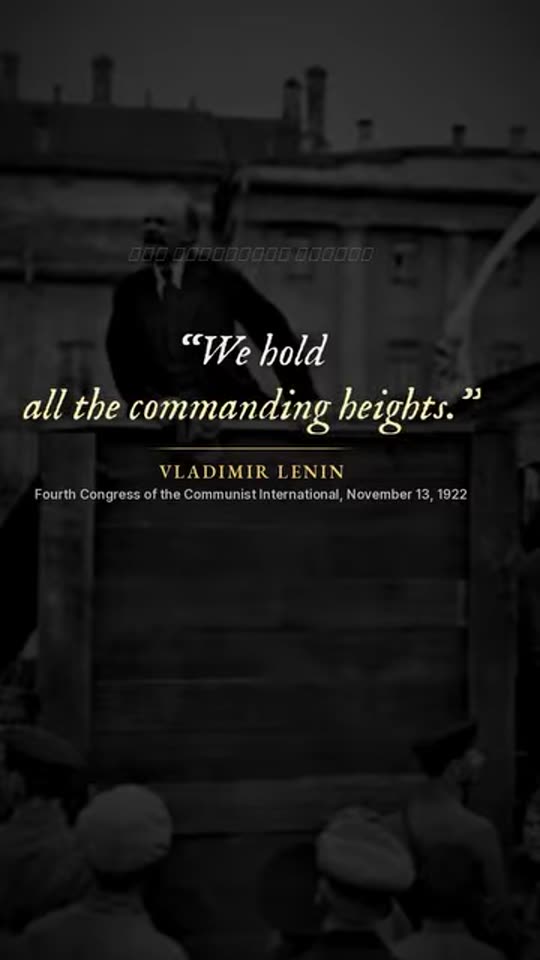 “We hold
all the commanding heights.”
VLADIMIR LENIN
Fourth Congress of the Communist International, November 13, 1922